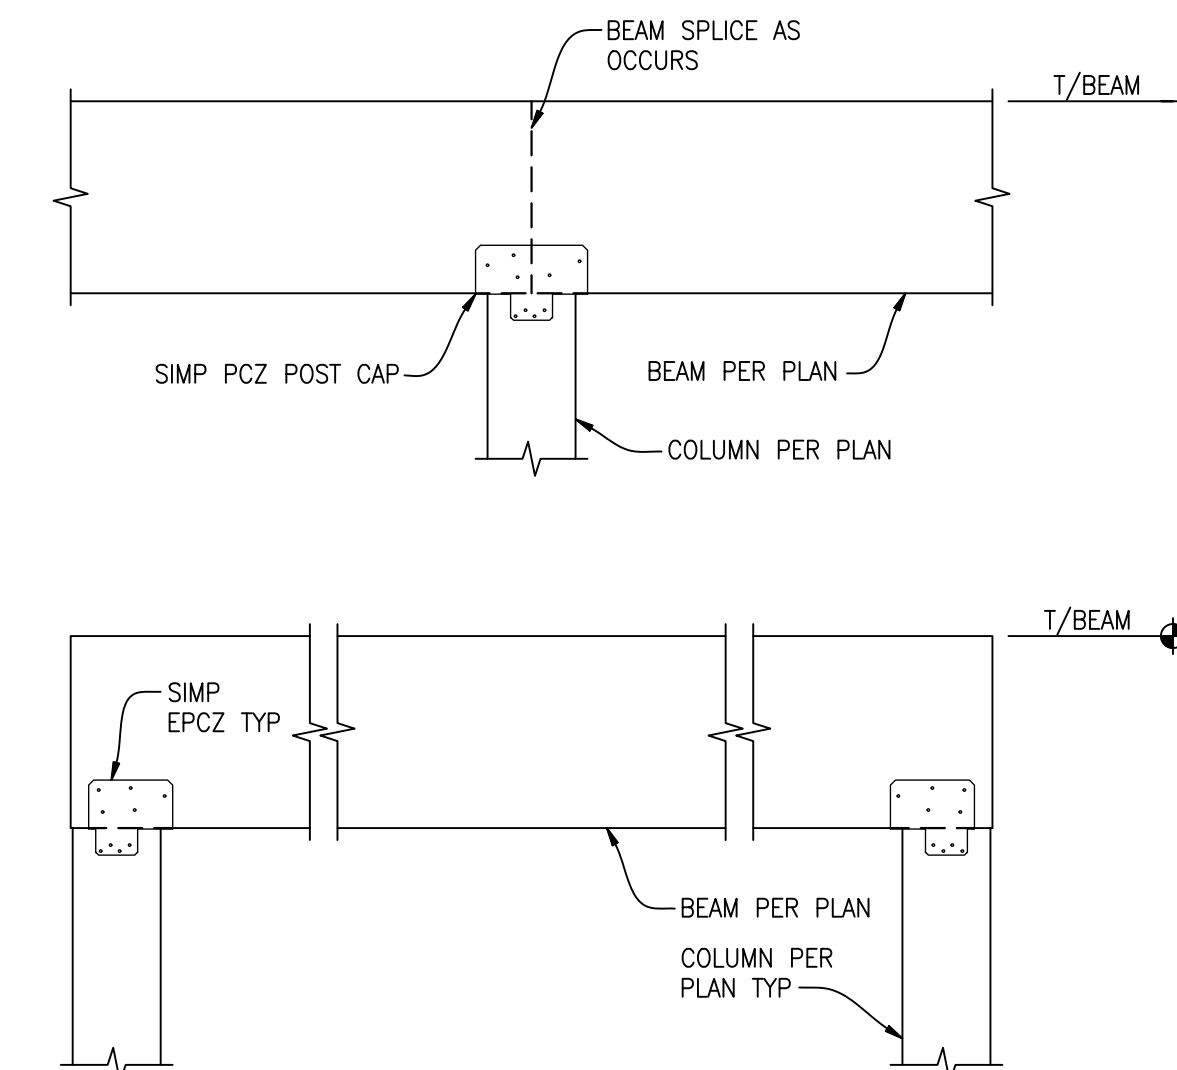 BEAM SPLICE AS
OCCURS
T/BEAM
SIMP PCZ POST CAP
BEAM PER PLAN
COLUMN PER PLAN
T/BEAM
SIMP
EPCZ TYP
BEAM PER PLAN
COLUMN PER
PLAN TYP